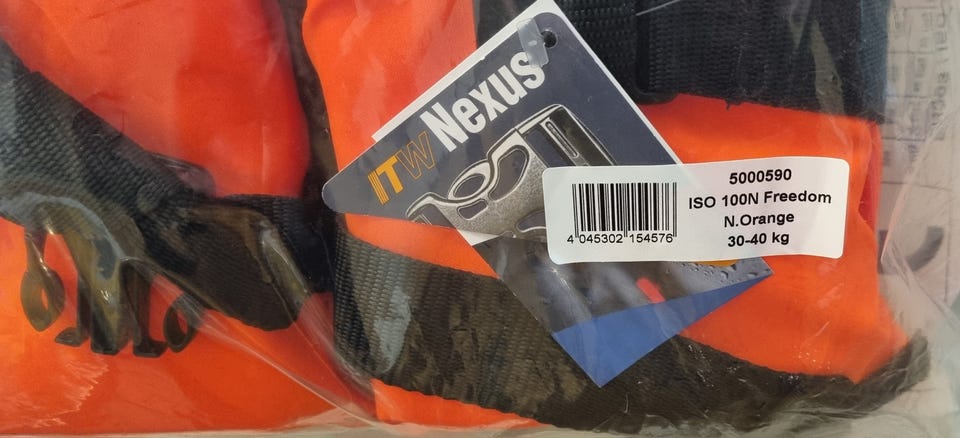 ITW Nexus
5000590
ISO 100N Freedom
N.Orange
30-40 kg
4 045302 154576